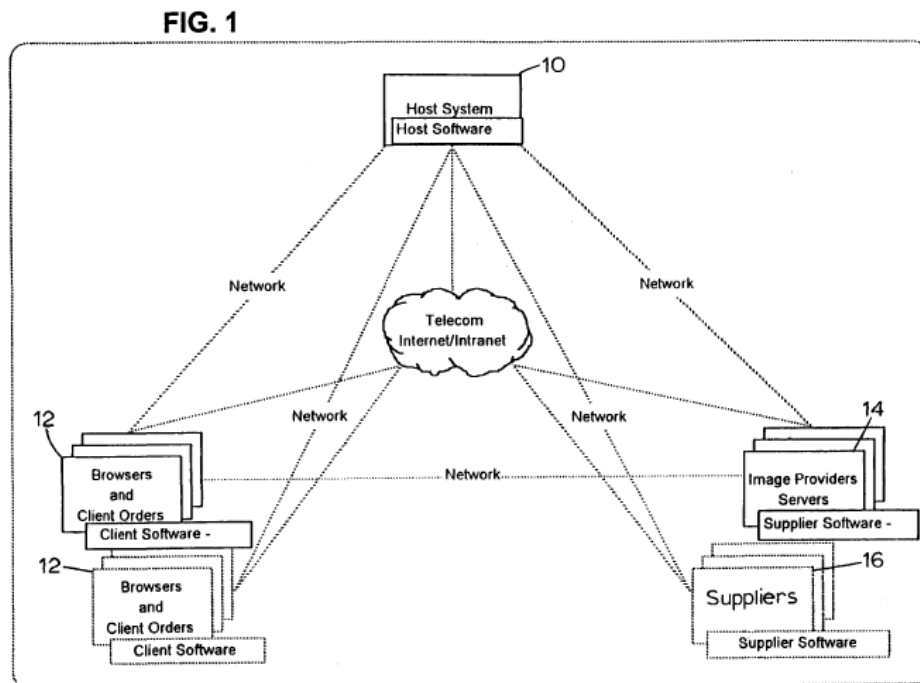 FIG. 1
10
Host System
Host Software
Network
Network
Telecom
Internet/Intranet
Network
Network
12
14
Browsers
and
Client Orders
Client Software -
Network
Image Providers
Servers
Supplier Software -
12
16
Browsers
and
Client Orders
Client Software
Suppliers
Supplier Software